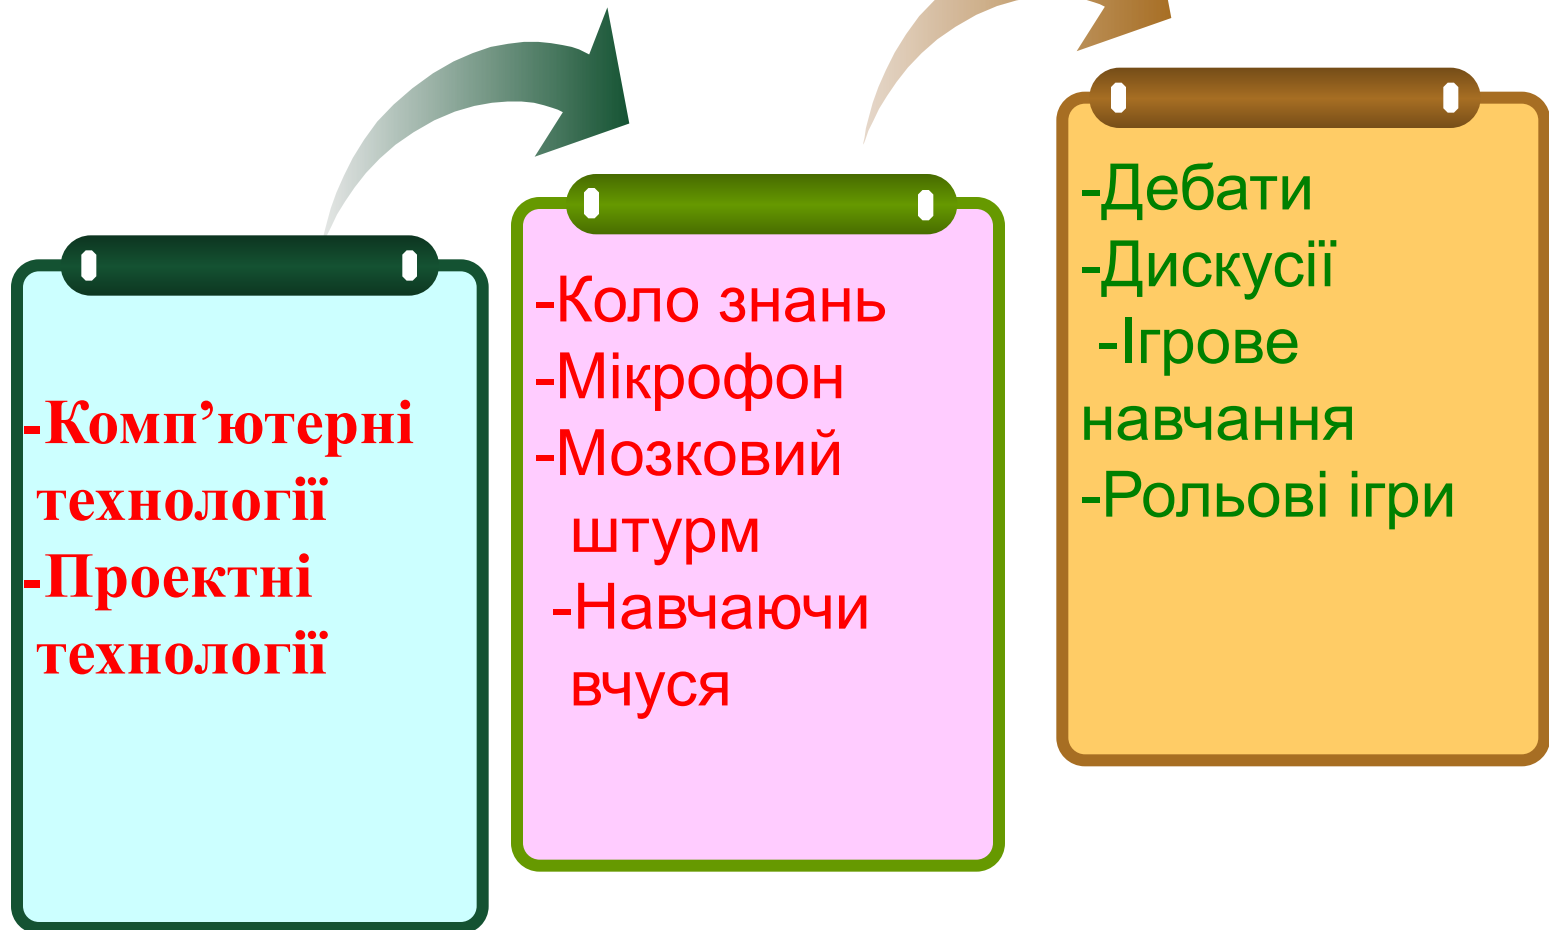 -Комп’ютерні
технології
-Проектні
технології
-Коло знань
-Мікрофон
-Мозковий
штурм
-Навчаючи
вчуся
-Дебати
-Дискусії
-Ігрове
навчання
-Рольові ігри